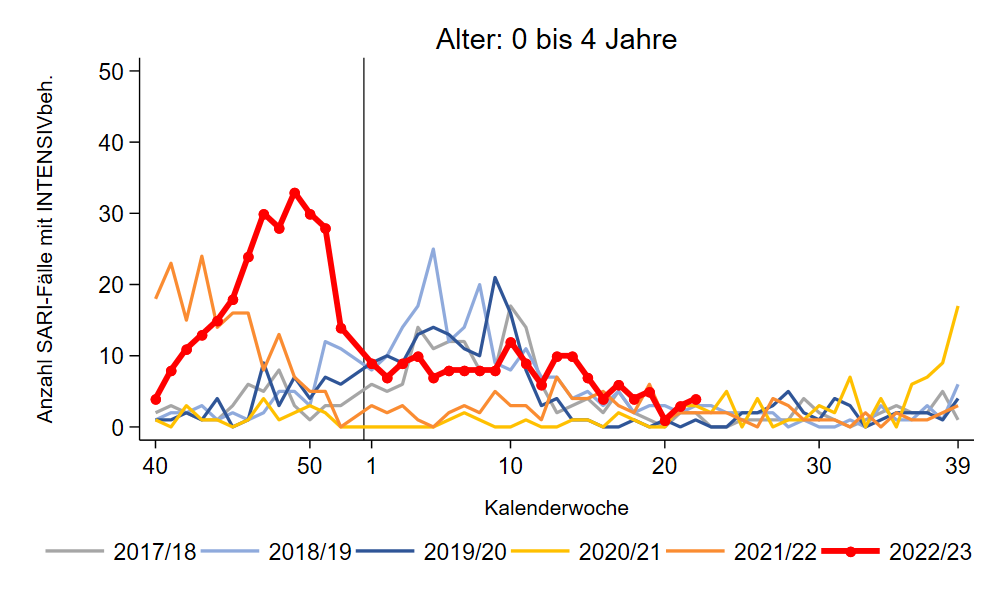 Alter: 0 bis 4 Jahre
Anzahl SARI-Fälle mit INTENSIVbeh.
50
40
30
20
10
0
40 50 1 10 20 30 39
Kalenderwoche
2017/18 2018/19 2019/20 2020/21 2021/22 2022/23